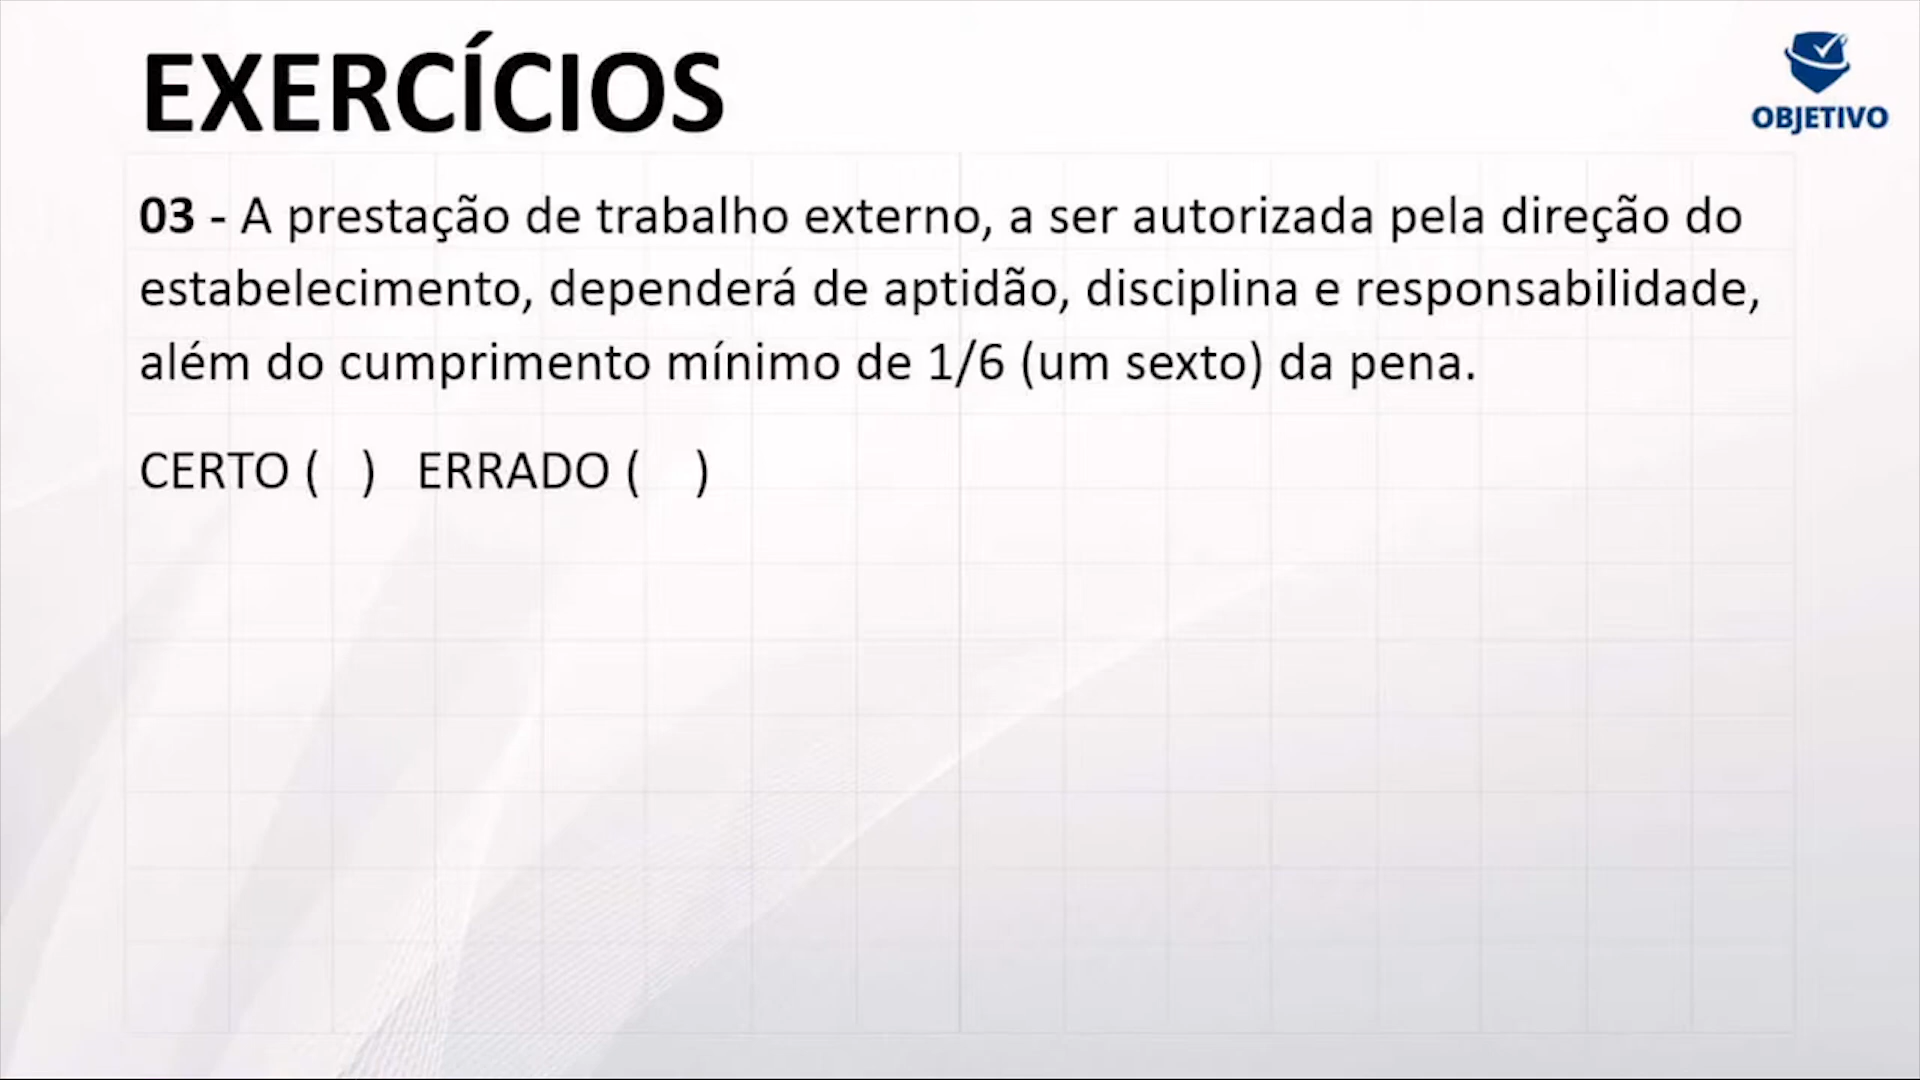 EXERCÍCIOS
OBJETIVO
03 - A prestação de trabalho externo, a ser autorizada pela direção do
estabelecimento, dependerá de aptidão, disciplina e responsabilidade,
além do cumprimento mínimo de 1/6 (um sexto) da pena.
CERTO (   )   ERRADO (    )